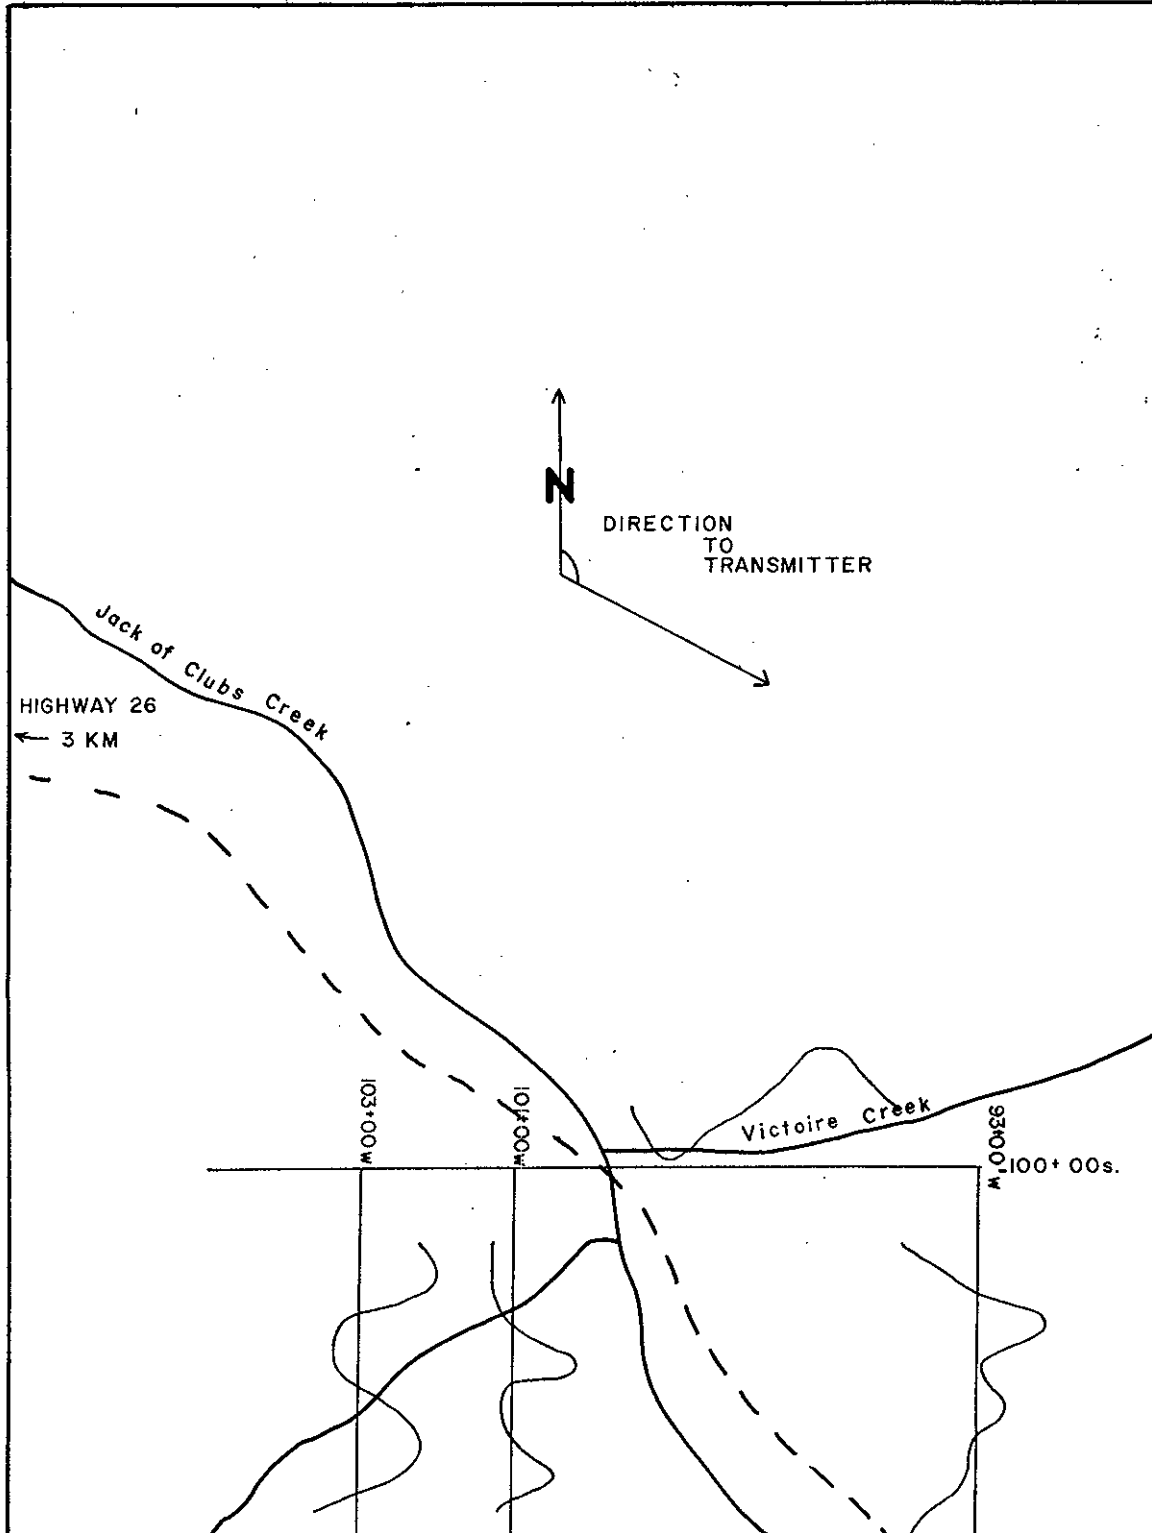 N
DIRECTION
TO
TRANSMITTER
Jack of Clubs Creek
HIGHWAY 26
3 KM
103+00W
101+00W
Victoire Creek
93+00'W
100+00s.